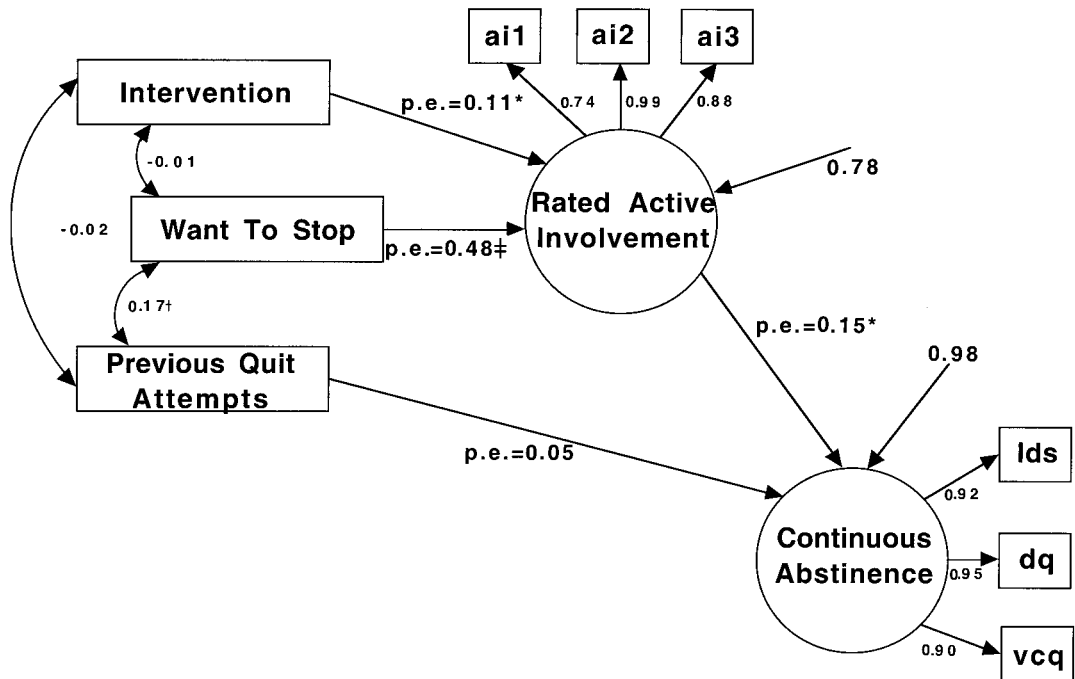 ai1
ai2
ai3
Intervention
p.e.=0.11*
0.74
0.99
0.88
-0.01
0.78
Rated Active
Involvement
Want To Stop
-0.02
p.e.=0.48ǂ
0.17†
p.e.=0.15*
Previous Quit
Attempts
0.98
p.e.=0.05
lds
0.92
Continuous
Abstinence
dq
0.95
0.90
vcq